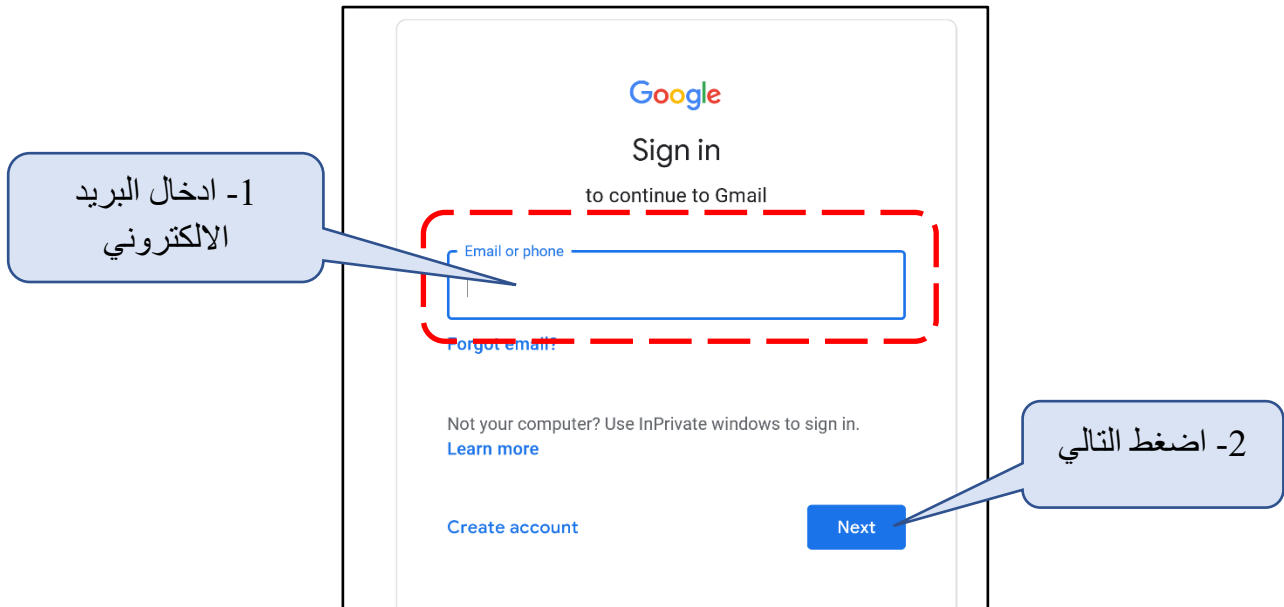 Google
Sign in
to continue to Gmail
1- ادخال البريد
الالكتروني
Email or phone
Forgot email?
Not your computer? Use InPrivate windows to sign in.
Learn more
2- اضغط التالي
Create account
Next